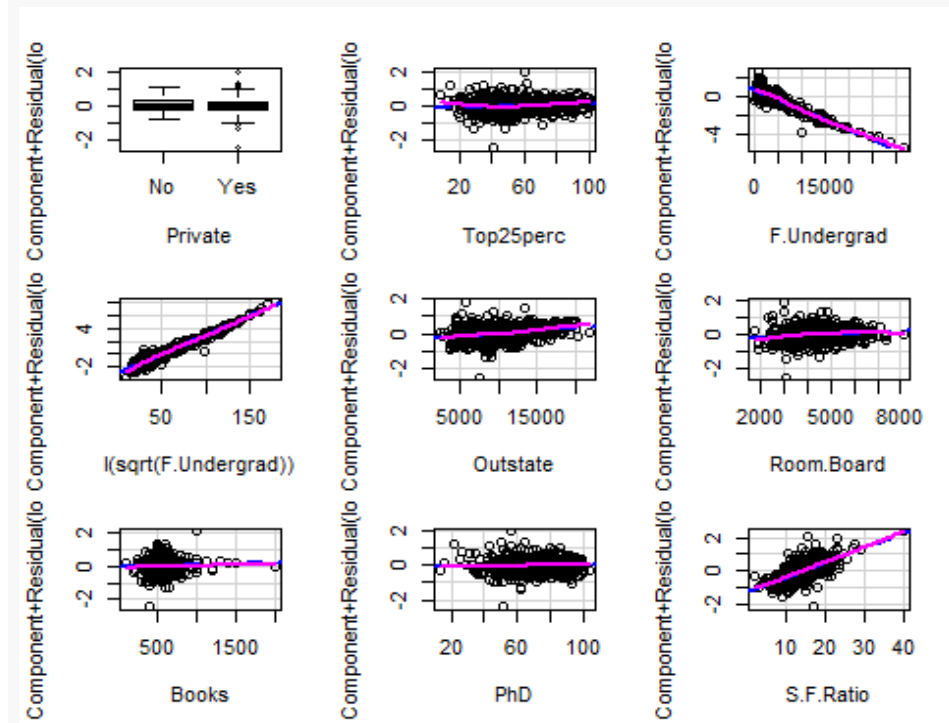 Component+Residual(lo
2
0
-2
No Yes
Private
Component+Residual(lo
2
0
-2
20 60 100
Top25perc
Component+Residual(lo
0
-4
0 15000
F.Undergrad
Component+Residual(lo
4
-2
50 150
I(sqrt(F.Undergrad))
Component+Residual(lo
2
0
-2
5000 15000
Outstate
Component+Residual(lo
2
0
-2
2000 5000 8000
Room.Board
Component+Residual(lo
2
0
-2
500 1500
Books
Component+Residual(lo
2
0
-2
20 60 100
PhD
Component+Residual(lo
2
0
-2
10 20 30 40
S.F.Ratio